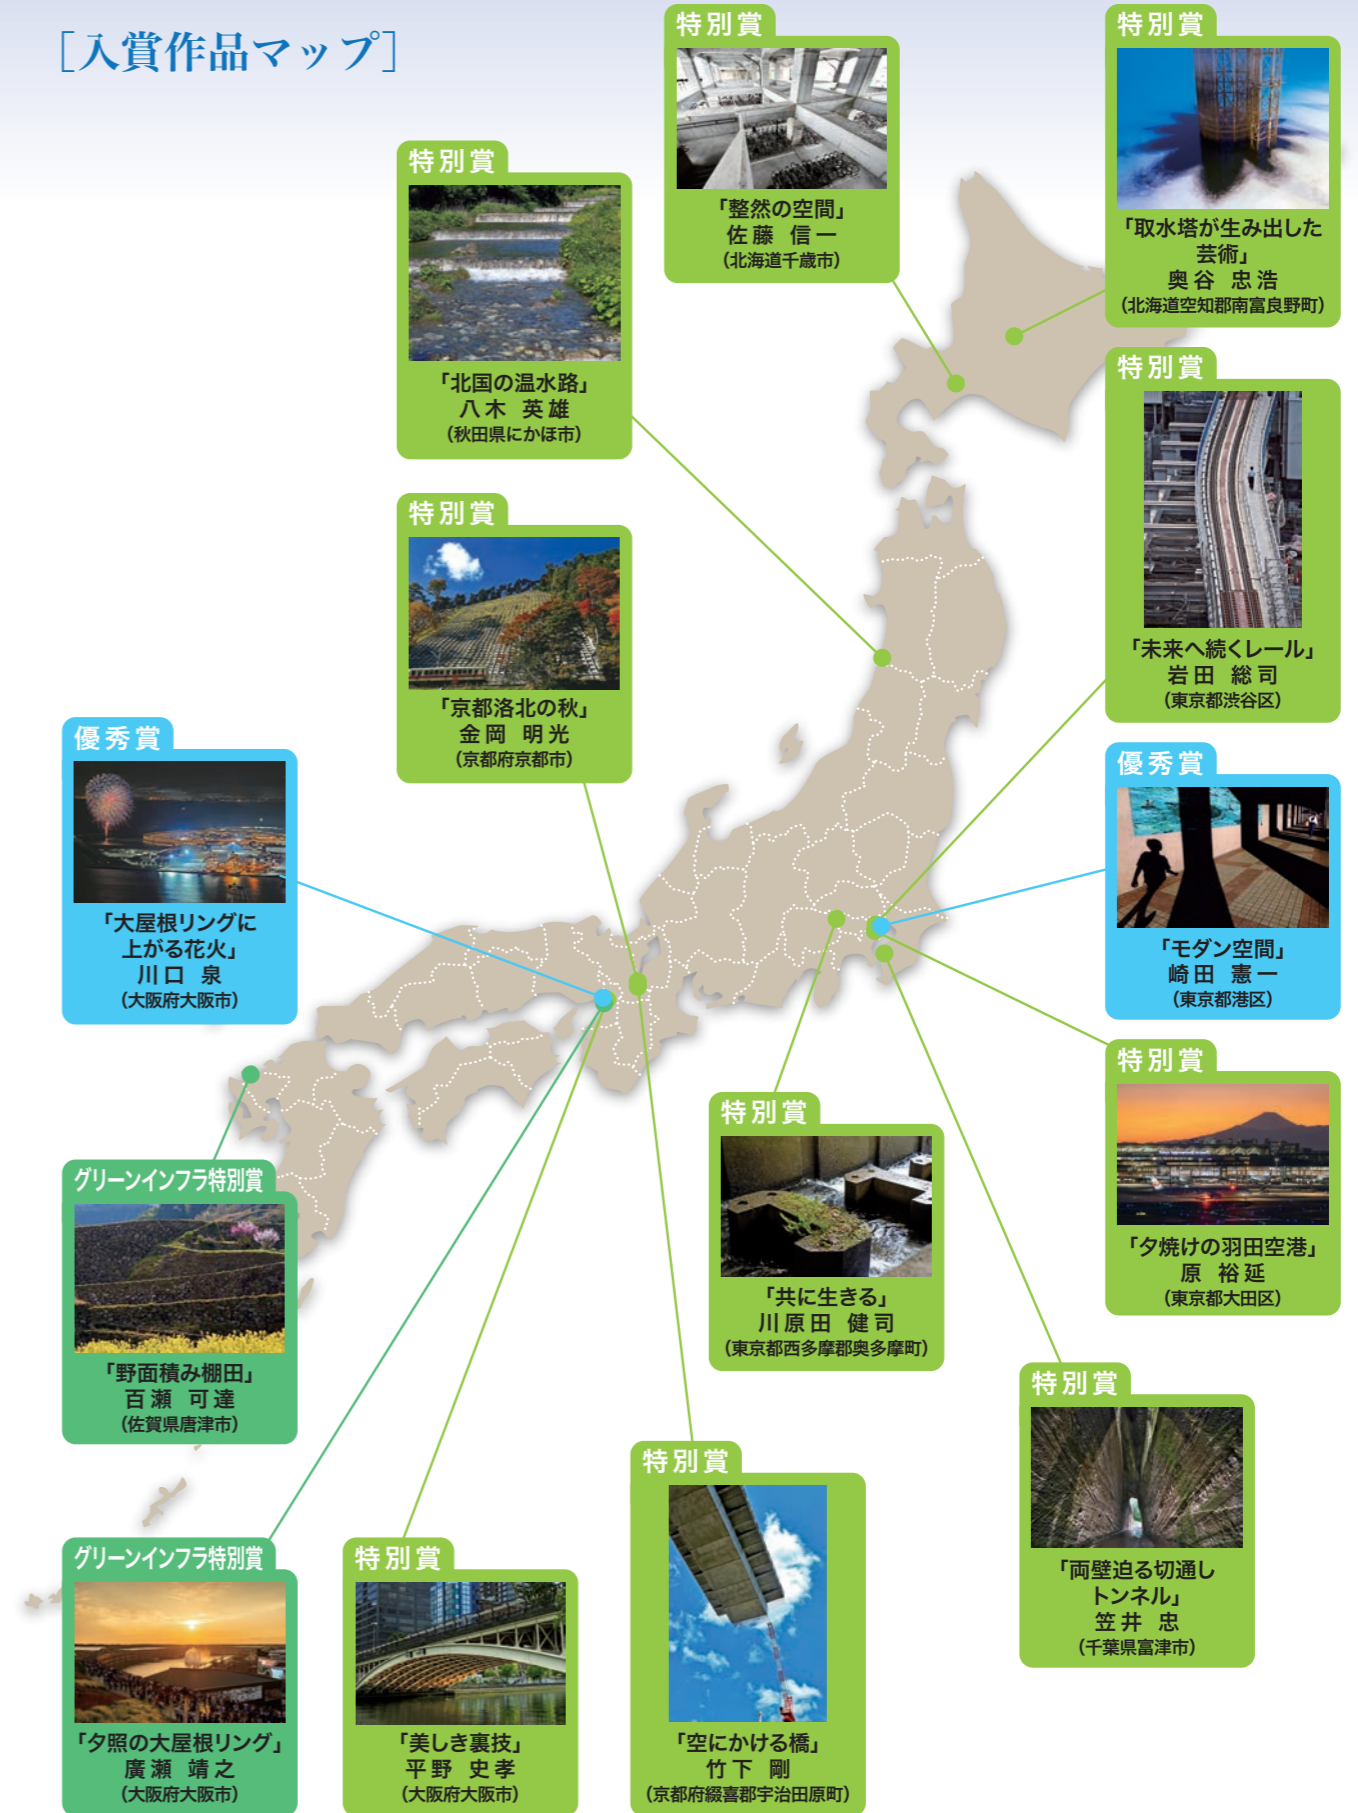 ［入賞作品マップ］
特別賞
「整然の空間」
佐藤 信一
（北海道千歳市）
特別賞
「取水塔が生み出した
芸術」
奥谷 忠浩
（北海道空知郡南富良野町）
特別賞
「北国の温水路」
八木 英雄
（秋田県にかほ市）
特別賞
「未来へ続くレール」
岩田 総司
（東京都渋谷区）
特別賞
「京都洛北の秋」
金岡 明光
（京都府京都市）
優秀賞
「大屋根リングに
上がる花火」
川口 泉
（大阪府大阪市）
優秀賞
「モダン空間」
崎田 憲一
（東京都港区）
特別賞
「夕焼けの羽田空港」
原 裕延
（東京都大田区）
特別賞
「共に生きる」
川原田 健司
（東京都西多摩郡奥多摩町）
グリーンインフラ特別賞
「野面積み棚田」
百瀬 可達
（佐賀県唐津市）
特別賞
「両壁迫る切通し
トンネル」
笠井 忠
（千葉県富津市）
グリーンインフラ特別賞
「夕照の大屋根リング」
廣瀬 靖之
（大阪府大阪市）
特別賞
「美しき裏技」
平野 史孝
（大阪府大阪市）
特別賞
「空にかける橋」
竹下 剛
（京都府綴喜郡宇治田原町）